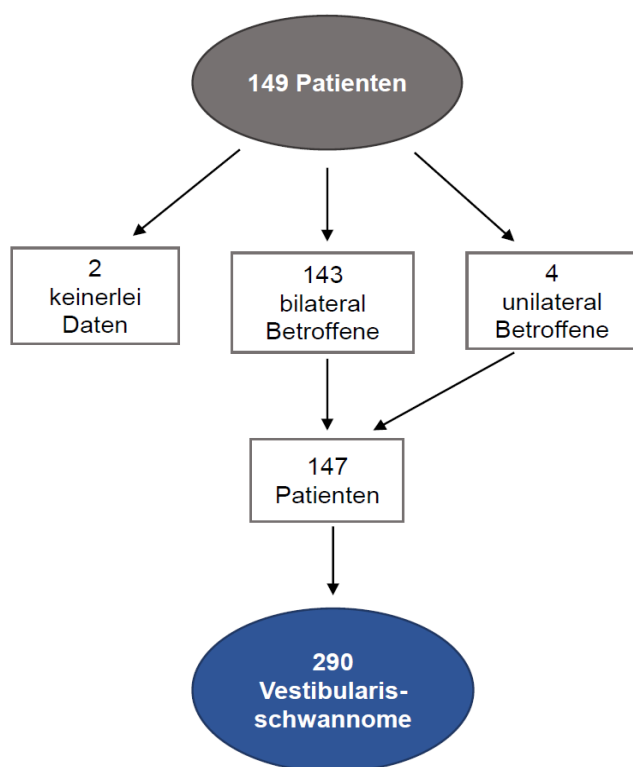 149 Patienten
2
keinerlei
Daten
143
bilateral
Betroffene
4
unilateral
Betroffene
147
Patienten
290
Vestibularis-
schwannome